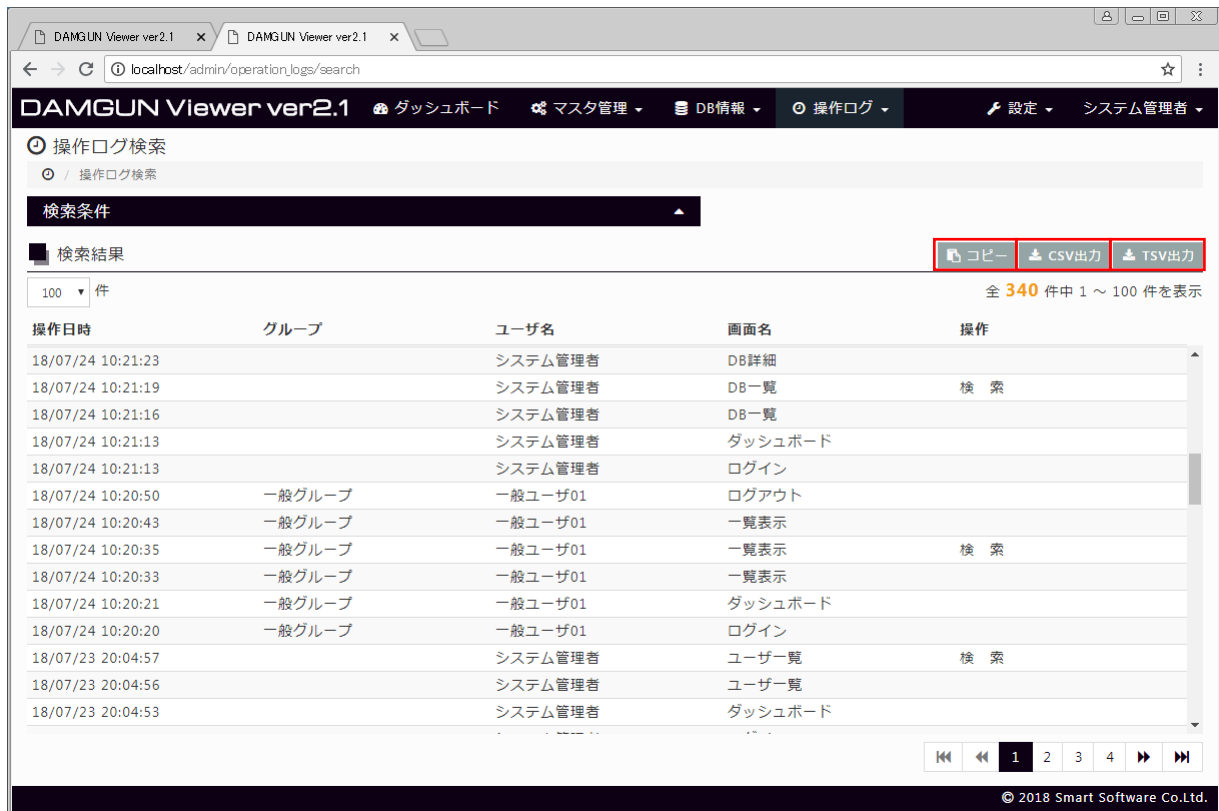 DAMGUN Viewer ver2.1 DAMGUN Viewer ver2.1
localhost/admin/operation_logs/search
DAMGUN Viewer ver2.1 ダッシュボード マスタ管理 DB情報 操作ログ 設定 システム管理者
操作ログ検索
/ 操作ログ検索
検索条件
検索結果 コピー CSV出力 TSV出力
100 件 全 340 件中 1 ～ 100 件を表示
操作日時 グループ ユーザ名 画面名 操作
18/07/24 10:21:23 システム管理者 DB詳細
18/07/24 10:21:19 システム管理者 DB一覧 検 索
18/07/24 10:21:16 システム管理者 DB一覧
18/07/24 10:21:13 システム管理者 ダッシュボード
18/07/24 10:21:13 システム管理者 ログイン
18/07/24 10:20:50 一般グループ 一般ユーザ01 ログアウト
18/07/24 10:20:43 一般グループ 一般ユーザ01 一覧表示
18/07/24 10:20:35 一般グループ 一般ユーザ01 一覧表示 検 索
18/07/24 10:20:33 一般グループ 一般ユーザ01 一覧表示
18/07/24 10:20:21 一般グループ 一般ユーザ01 ダッシュボード
18/07/24 10:20:20 一般グループ 一般ユーザ01 ログイン
18/07/23 20:04:57 システム管理者 ユーザ一覧 検 索
18/07/23 20:04:56 システム管理者 ユーザ一覧
18/07/23 20:04:53 システム管理者 ダッシュボード
1 2 3 4
© 2018 Smart Software Co.Ltd.